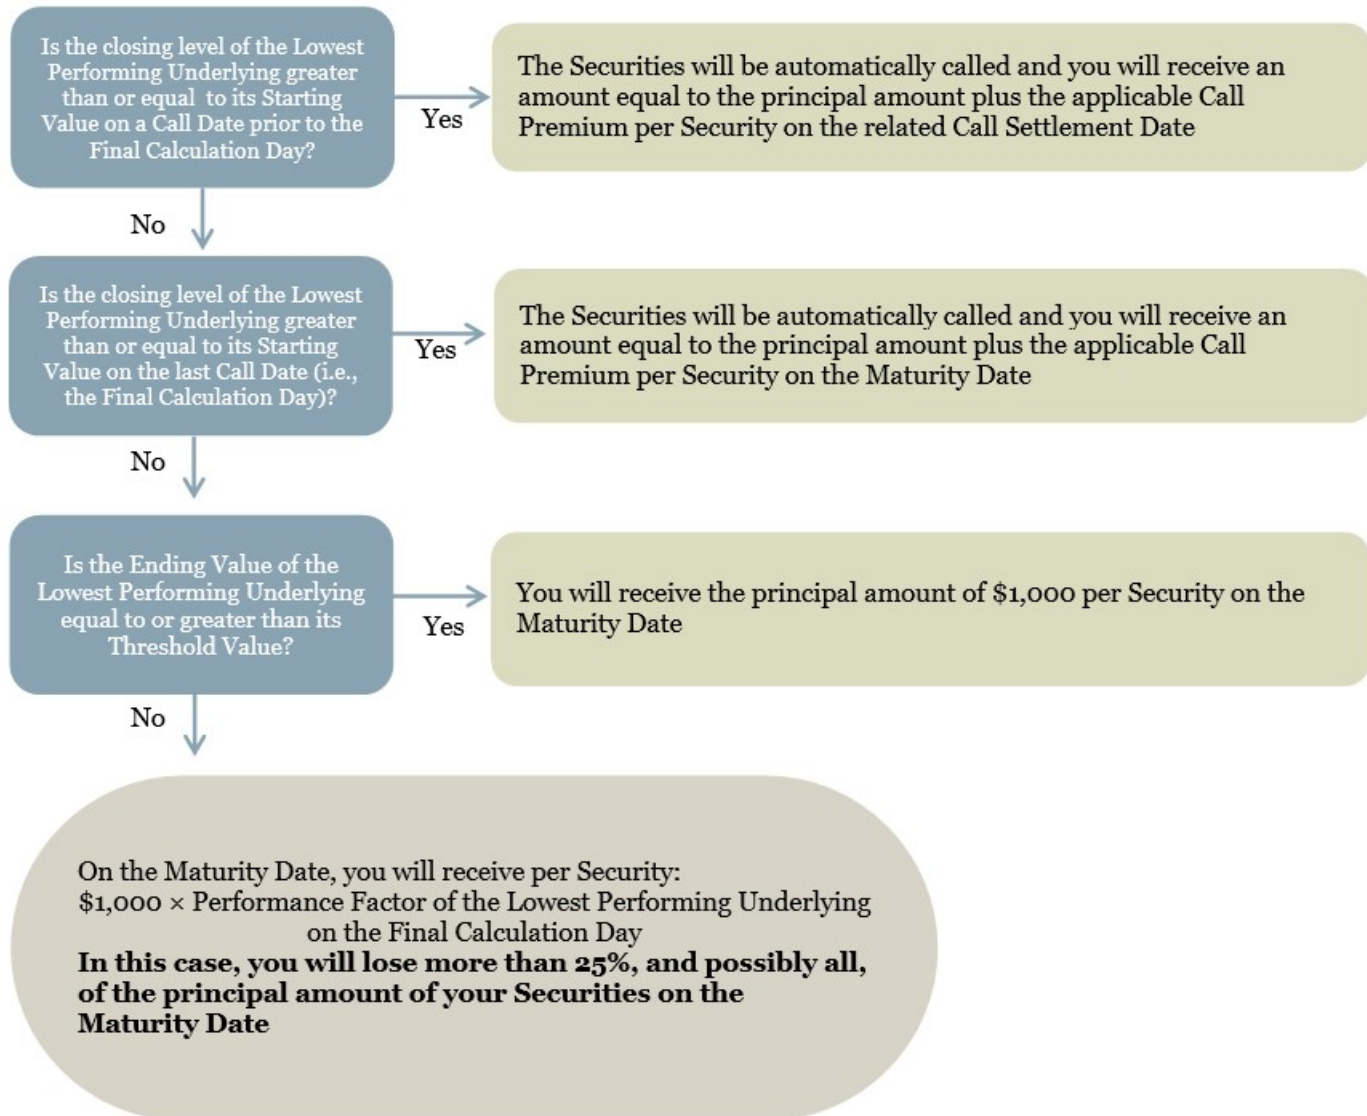 Is the closing level of the Lowest
Performing Underlying greater
than or equal to its Starting
Value on a Call Date prior to the
Final Calculation Day?
Yes
The Securities will be automatically called and you will receive an
amount equal to the principal amount plus the applicable Call
Premium per Security on the related Call Settlement Date
No
Is the closing level of the Lowest
Performing Underlying greater
than or equal to its Starting
Value on the last Call Date (i.e.,
the Final Calculation Day)?
Yes
The Securities will be automatically called and you will receive an
amount equal to the principal amount plus the applicable Call
Premium per Security on the Maturity Date
No
Is the Ending Value of the
Lowest Performing Underlying
equal to or greater than its
Threshold Value?
Yes
You will receive the principal amount of $1,000 per Security on the
Maturity Date
No
On the Maturity Date, you will receive per Security:
$1,000 × Performance Factor of the Lowest Performing Underlying
on the Final Calculation Day
In this case, you will lose more than 25%, and possibly all,
of the principal amount of your Securities on the
Maturity Date